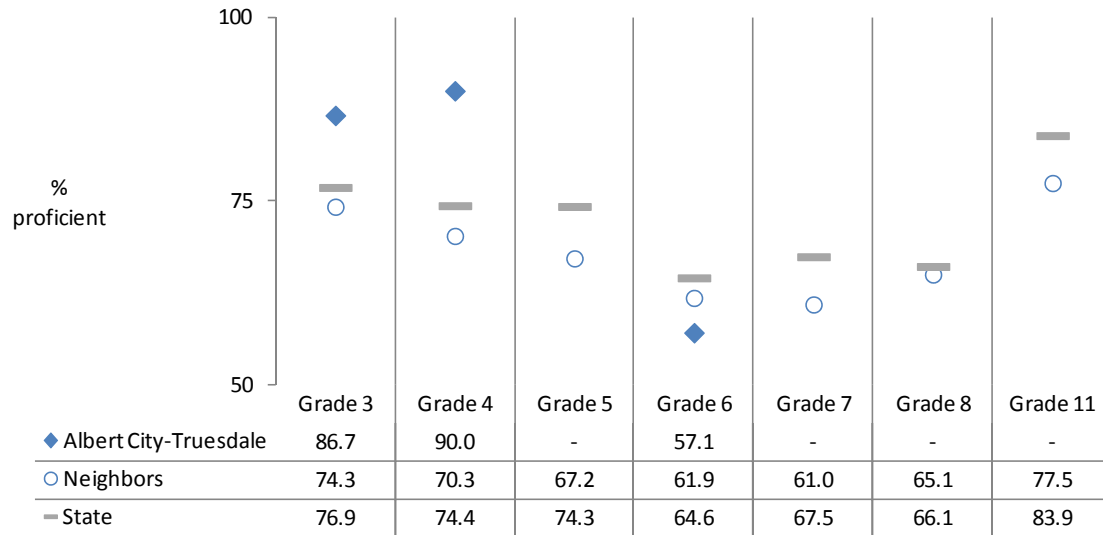 100
75
50
%
proficient
Grade 3 Grade 4 Grade 5 Grade 6 Grade 7 Grade 8 Grade 11
Albert City-Truesdale 86.7 90.0 - 57.1 - - -
Neighbors 74.3 70.3 67.2 61.9 61.0 65.1 77.5
State 76.9 74.4 74.3 64.6 67.5 66.1 83.9